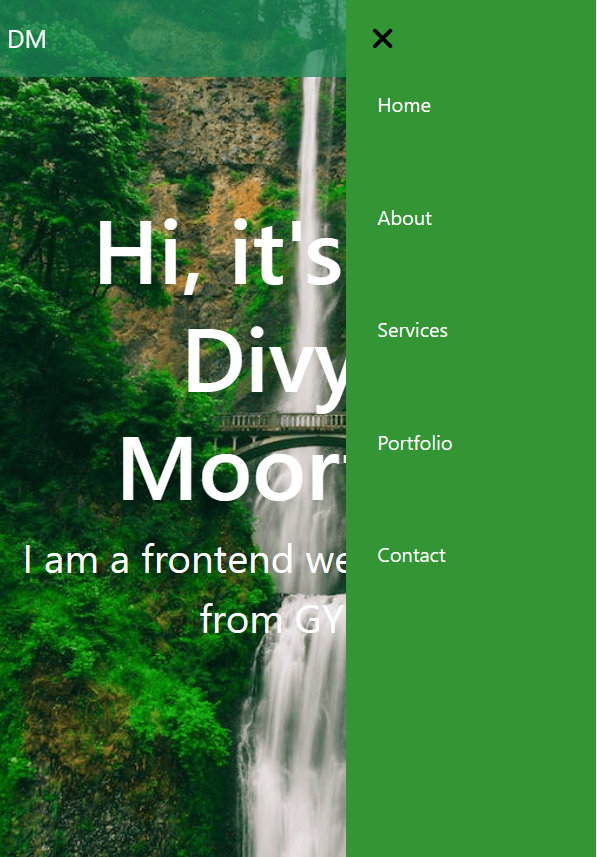 DM
Hi, it's
Divy
Moor
I am a frontend we
from GY
Home
About
Services
Portfolio
Contact